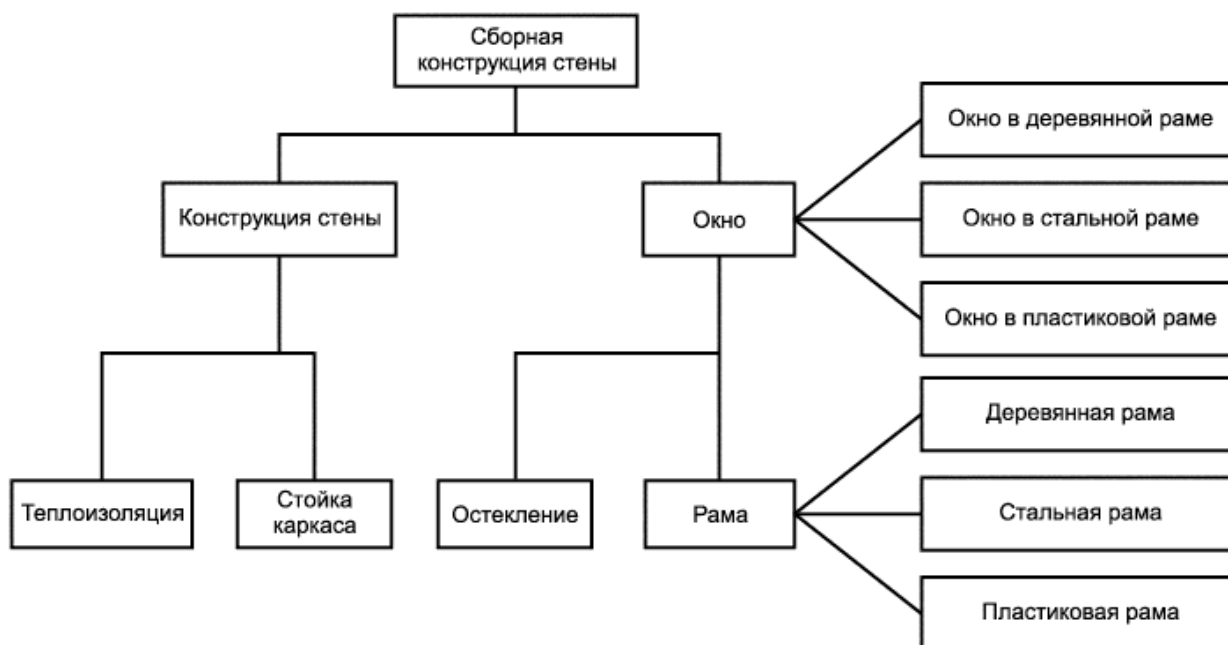 Сборная
конструкция стены
Окно в деревянной раме
Конструкция стены
Окно
Окно в стальной раме
Окно в пластиковой раме
Деревянная рама
Теплоизоляция
Стойка
каркаса
Остекление
Рама
Стальная рама
Пластиковая рама